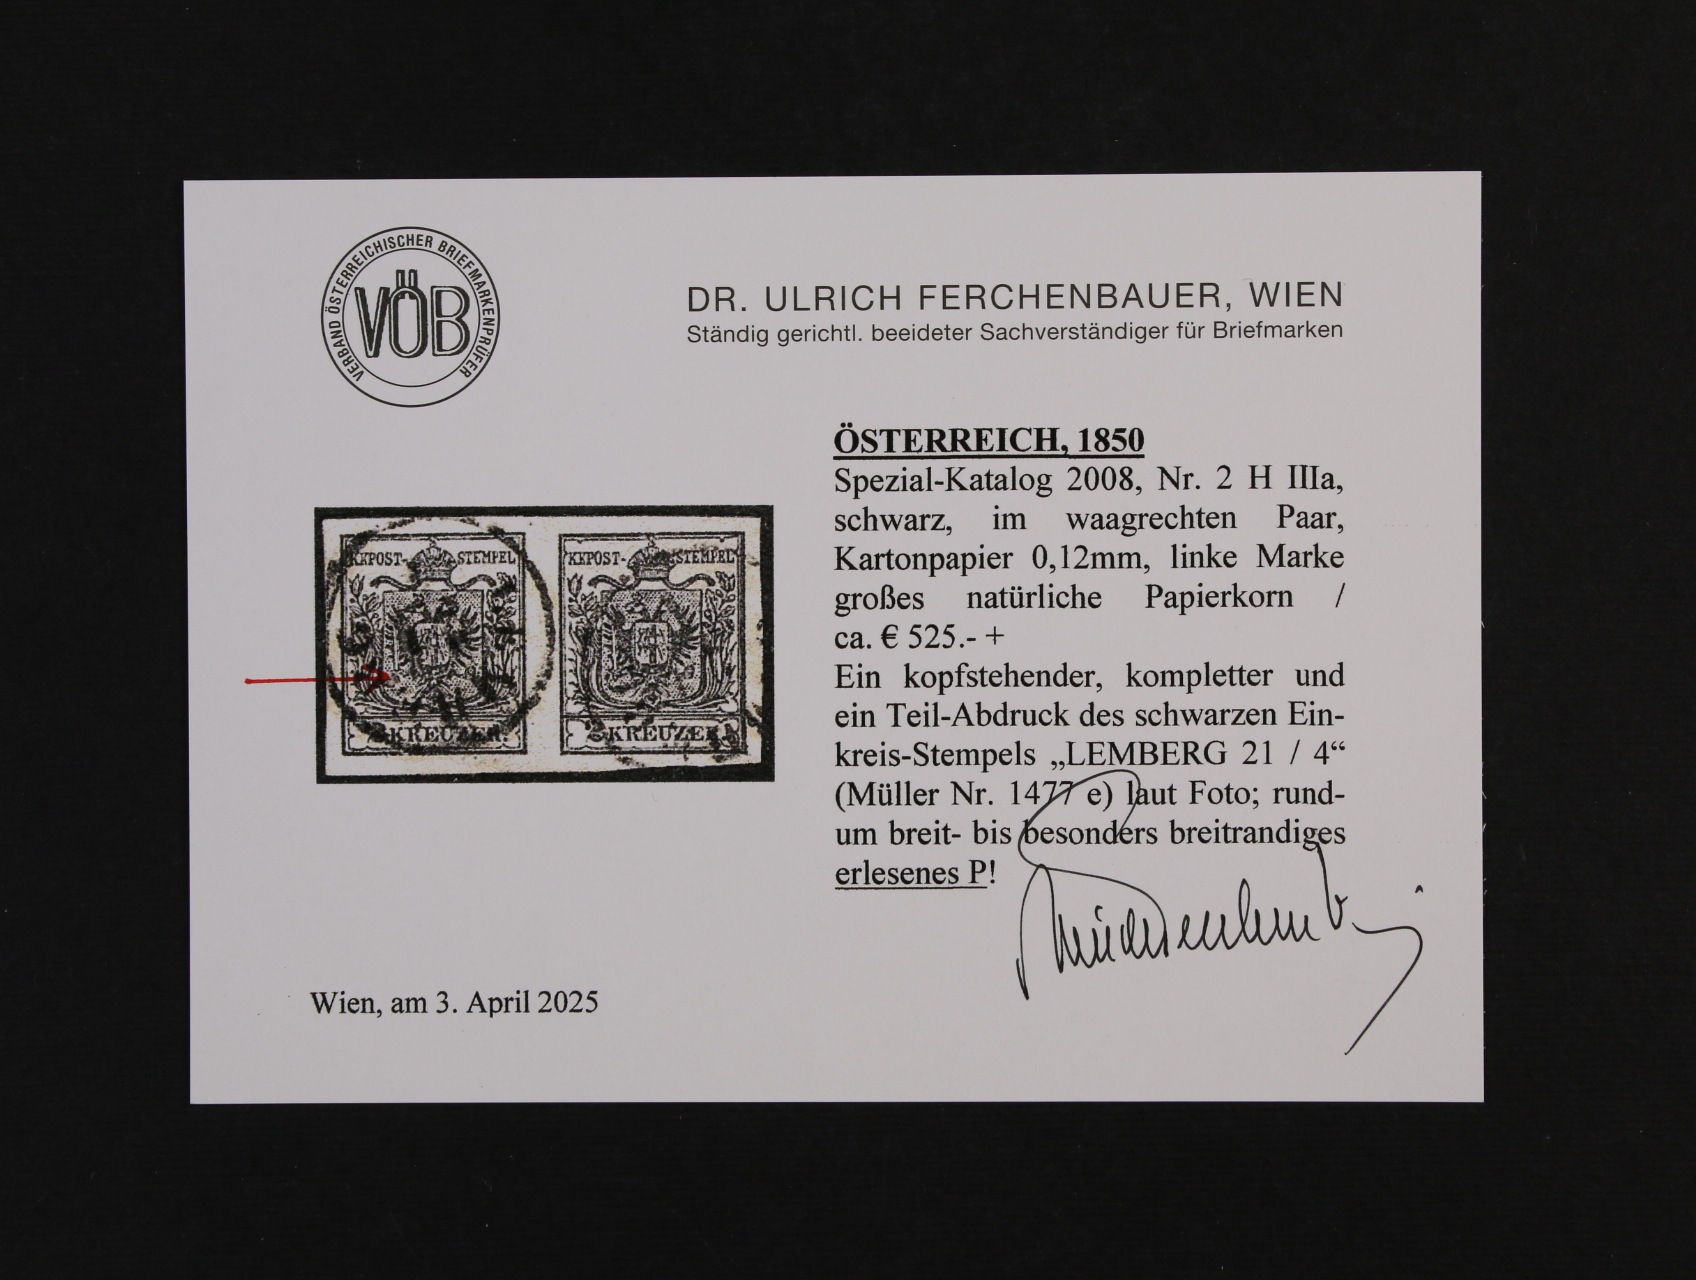 VERBAND ÖSTERREICHISCHER BRIEFMARKENPRÜFER
VÖB
DR. ULRICH FERCHENBAUER, WIEN
Ständig gerichtl. beeideter Sachverständiger für Briefmarken
ÖSTERREICH, 1850
Spezial-Katalog 2008, Nr. 2 H IIIa,
schwarz, im waagrechten Paar,
Kartonpapier 0,12mm, linke Marke
großes natürliche Papierkorn /
ca. € 525.- +
Ein kopfstehender, kompletter und
ein Teil-Abdruck des schwarzen Ein-
kreis-Stempels „LEMBERG 21 / 4“
(Müller Nr. 1477 e) laut Foto; rund-
um breit- bis besonders breitrandiges
erlesenes P!
KKPOST-STEMPEL
KREUZER.
KKPOST-STEMPEL
KREUZER.
Wien, am 3. April 2025